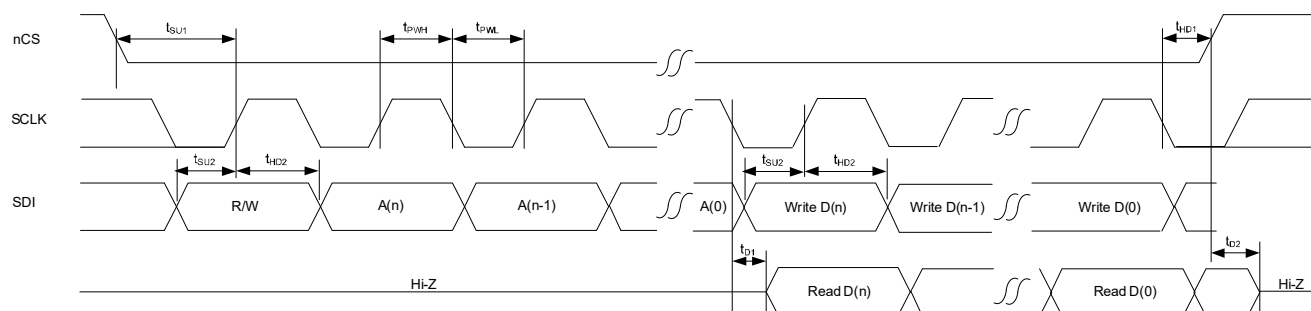 nCS tSU1 tPWH tPWL tHD1
SCLK
tSU2 tHD2 tSU2 tHD2
SDI R/W A(n) A(n-1) A(0) Write D(n) Write D(n-1) Write D(0)
tD1 tD2
Hi-Z Read D(n) Read D(0) Hi-Z